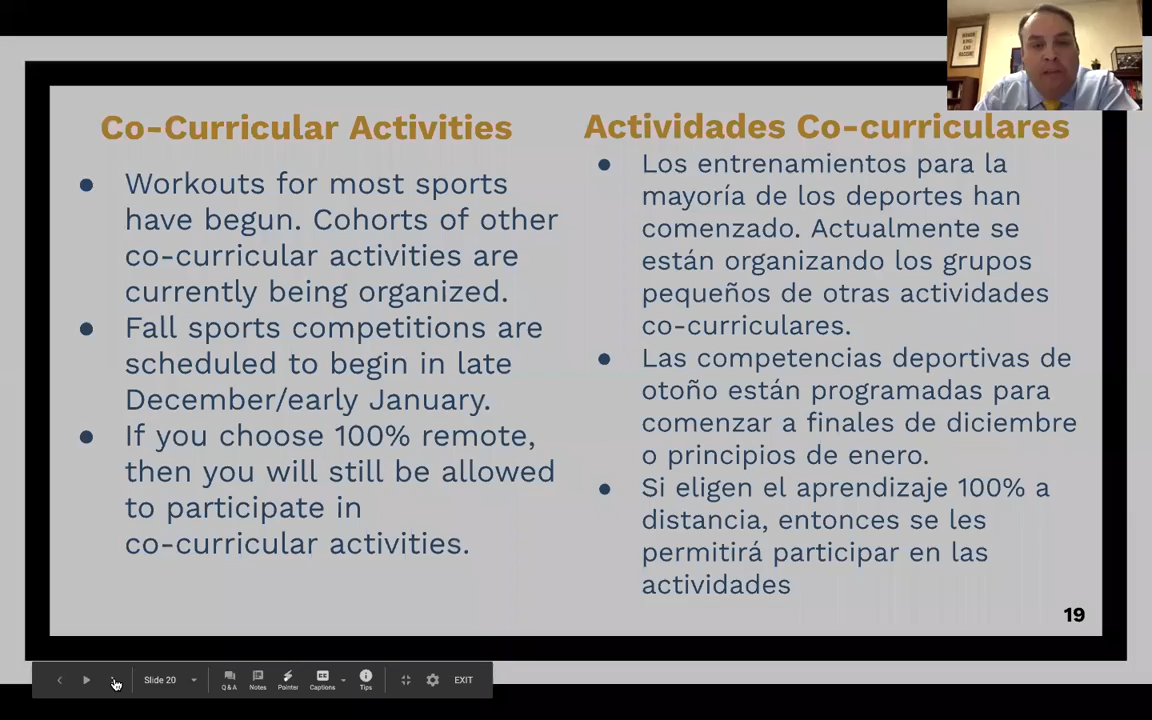 Co-Curricular Activities
Workouts for most sports
have begun. Cohorts of other
co-curricular activities are
currently being organized.
Fall sports competitions are
scheduled to begin in late
December/early January.
If you choose 100% remote,
then you will still be allowed
to participate in
co-curricular activities.
Actividades Co-curriculares
Los entrenamientos para la
mayoría de los deportes han
comenzado. Actualmente se
están organizando los grupos
pequeños de otras actividades
co-curriculares.
Las competencias deportivas de
otoño están programadas para
comenzar a finales de diciembre
o principios de enero.
Si eligen el aprendizaje 100% a
distancia, entonces se les
permitirá participar en las
actividades
19
Slide 20
Q&A
Notes
Pointer
Captions
Tips
EXIT